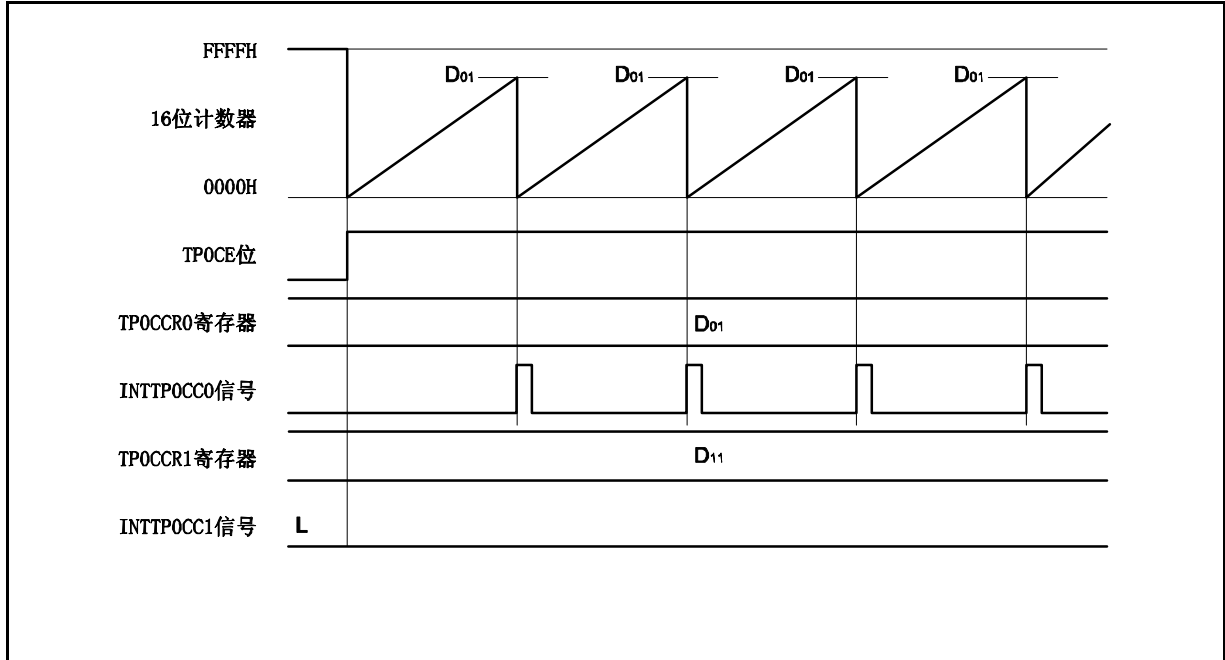 FFFFH
D01 D01 D01 D01
16位计数器
0000H
TP0CE位
TP0CCR0寄存器
D01
INTTP0CC0信号
TP0CCR1寄存器
D11
INTTP0CC1信号
L